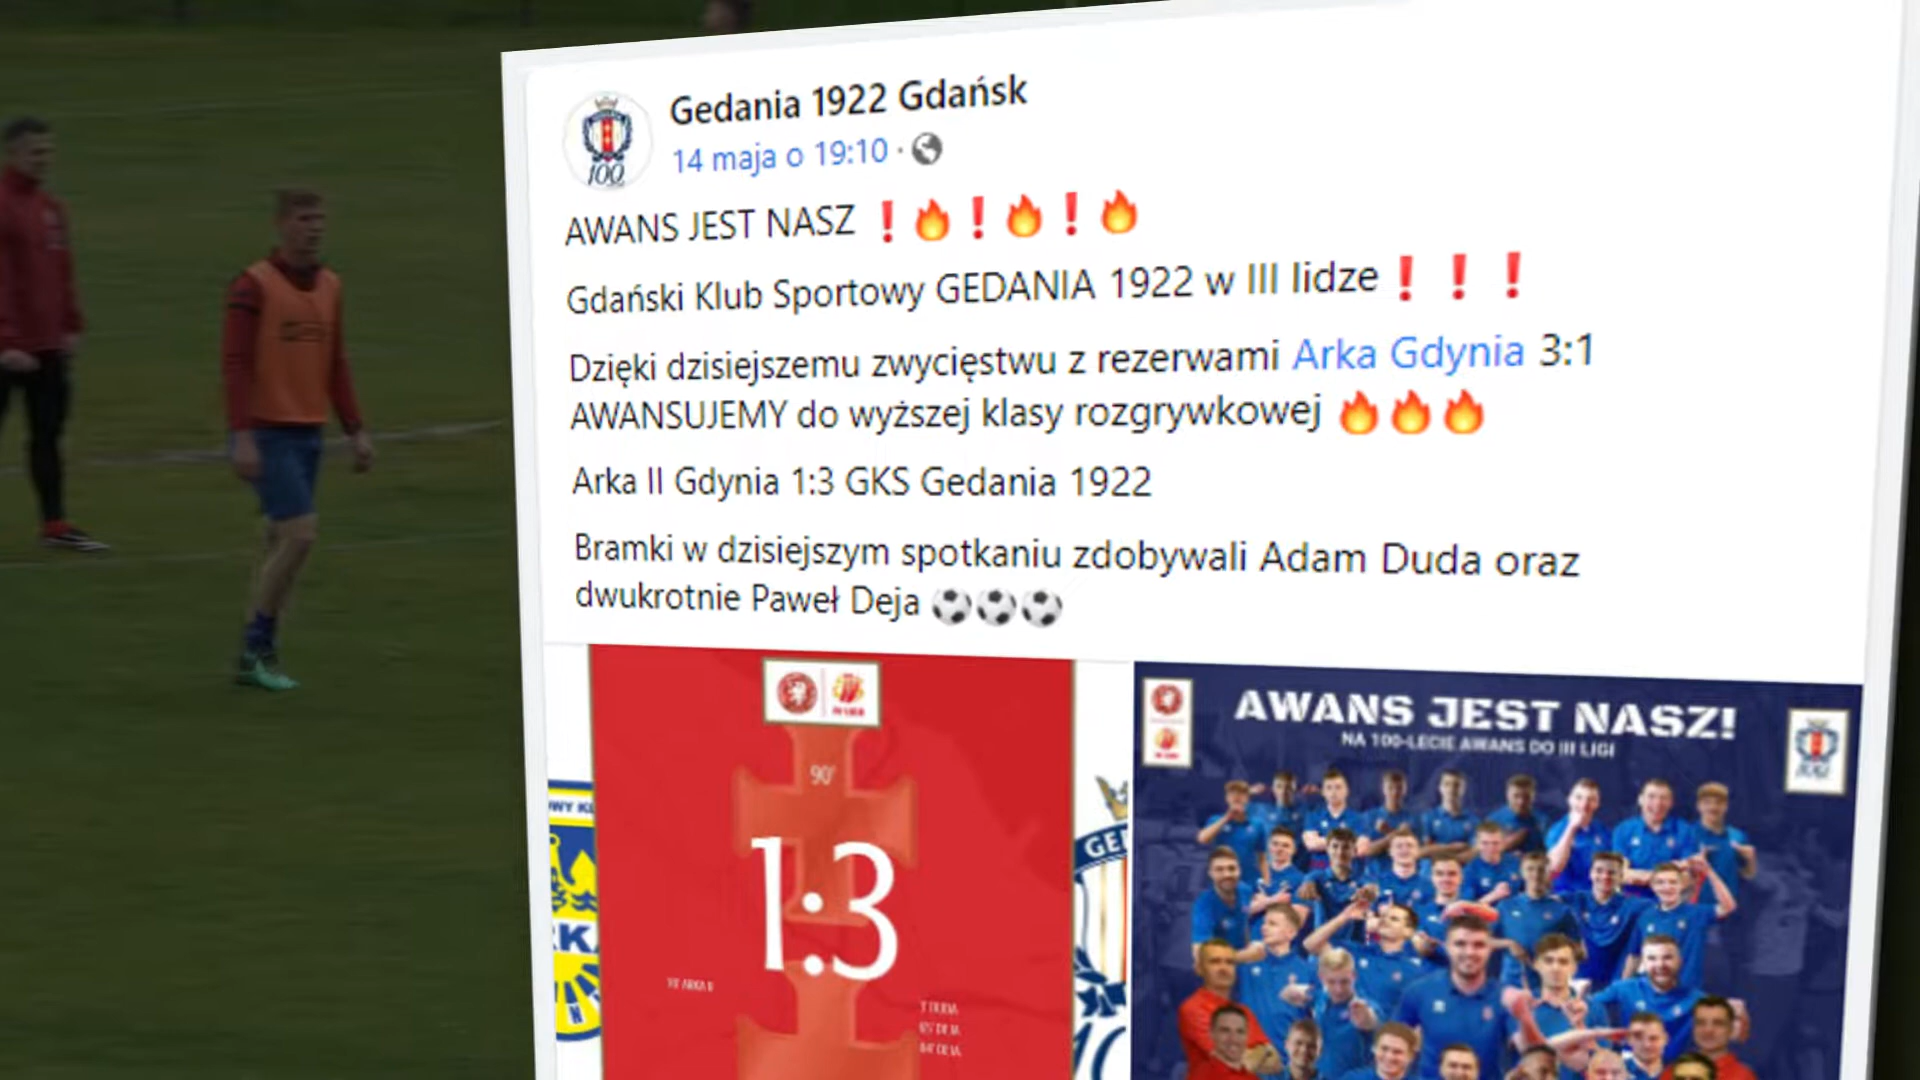 Gedania 1922 Gdańsk
14 maja o 19:10 ·
AWANS JEST NASZ ❗🔥❗🔥❗🔥
Gdański Klub Sportowy GEDANIA 1922 w III lidze ❗❗❗
Dzięki dzisiejszemu zwycięstwu z rezerwami Arka Gdynia 3:1
AWANSUJEMY do wyższej klasy rozgrywkowej 🔥🔥🔥
Arka II Gdynia 1:3 GKS Gedania 1922
Bramki w dzisiejszym spotkaniu zdobywali Adam Duda oraz
dwukrotnie Paweł Deja ⚽⚽⚽
90'
1:3
AWANS JEST NASZ!
NA 100-LECIE AWANS DO III LIGI
100